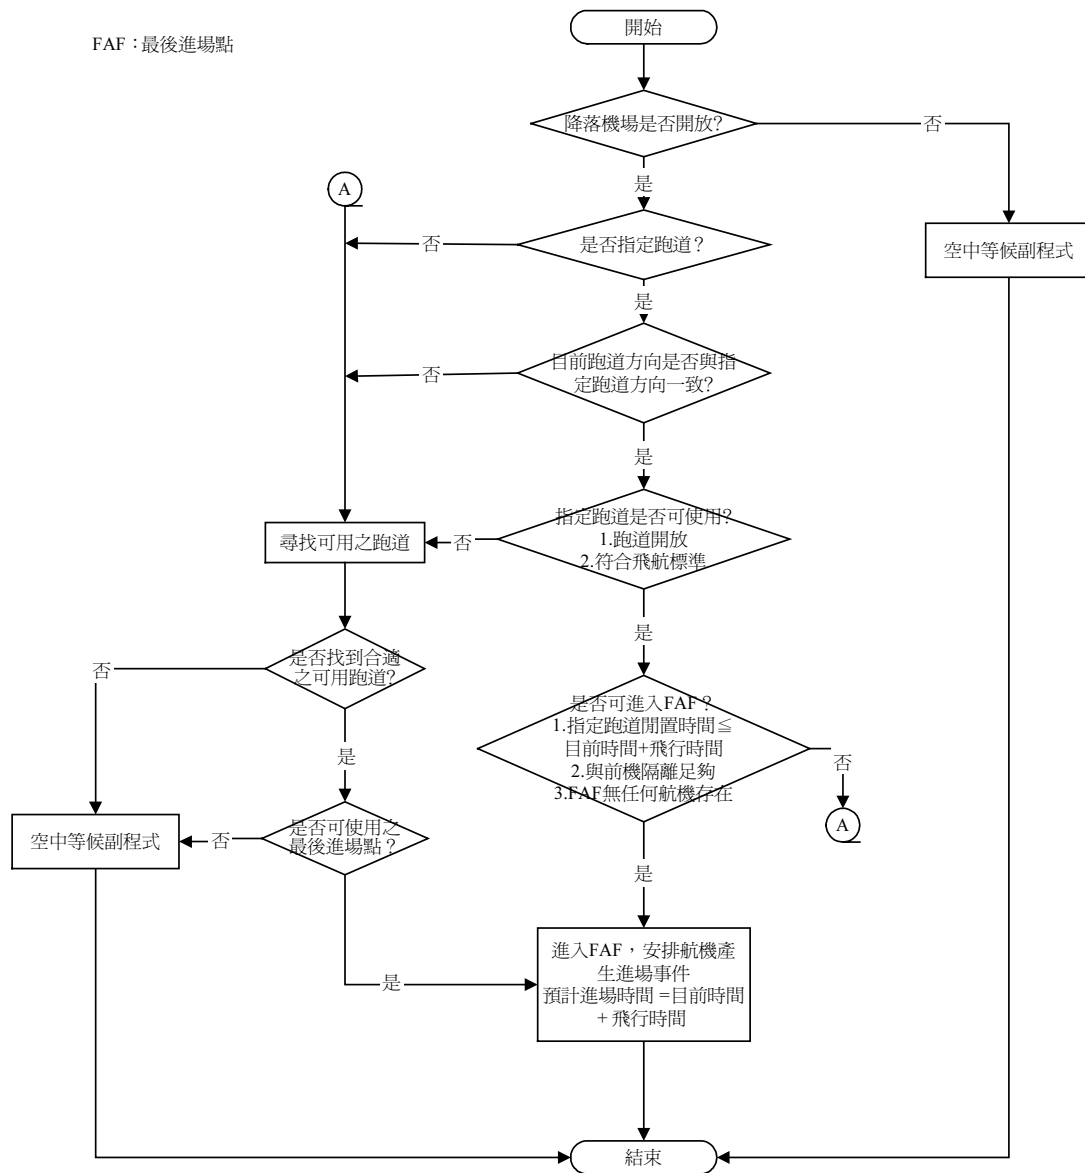 開始
FAF：最後進場點
降落機場是否開放?
否
是
A
否
是否指定跑道？
空中等候副程式
是
目前跑道方向是否與指
定跑道方向一致?
否
是
指定跑道是否可使用?
1.跑道開放
2.符合飛航標準
否
尋找可用之跑道
是
是否找到合適
之可用跑道?
否
是否可進入FAF？
1.指定跑道閒置時間≦
目前時間+飛行時間
2.與前機隔離足夠
3.FAF無任何航機存在
否
是
A
是否可使用之
最後進場點？
否
空中等候副程式
是
進入FAF，安排航機產
生進場事件
預計進場時間 =目前時間
+ 飛行時間
是
結束